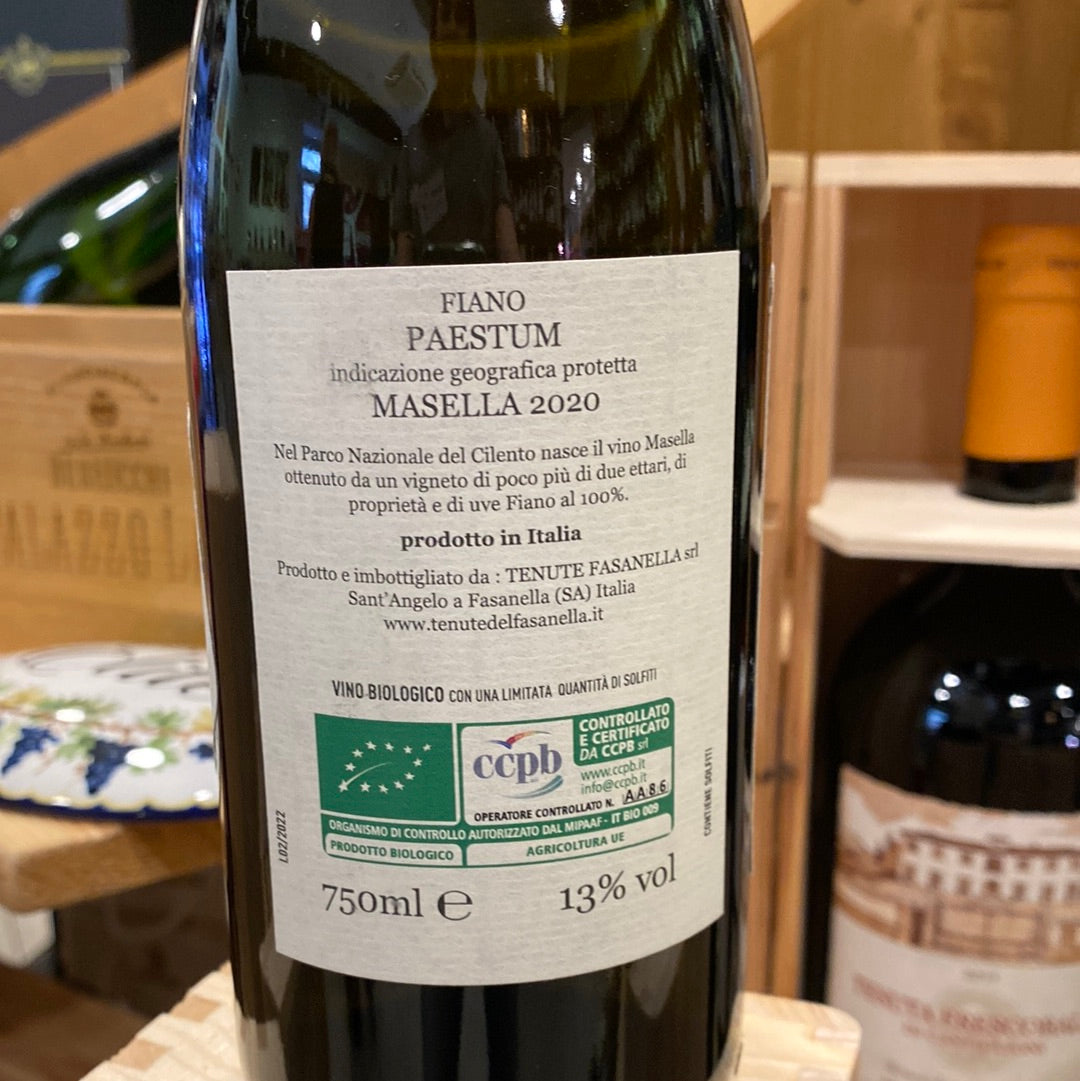 FIANO
PAESTUM
indicazione geografica protetta
MASELLA 2020
Nel Parco Nazionale del Cilento nasce il vino Masella
ottenuto da un vigneto di poco più di due ettari, di
proprietà e di uve Fiano al 100%.
prodotto in Italia
Prodotto e imbottigliato da : TENUTE FASANELLA srl
Sant'Angelo a Fasanella (SA) Italia
www.tenutedelfasanella.it
VINO BIOLOGICO CON UNA LIMITATA QUANTITÀ DI SOLFITI
ccpb
CONTROLLATO
E CERTIFICATO
DA CCPB srl
www.ccpb.it
info@ccpb.it
OPERATORE CONTROLLATO N. AA86
ORGANISMO DI CONTROLLO AUTORIZZATO DAL MIPAAF - IT BIO 009
PRODOTTO BIOLOGICO
AGRICOLTURA UE
L02/2022
CONTIENE SOLFITI
750ml e
13% vol
PALAZZO
TENUTA FRESCOBALDI